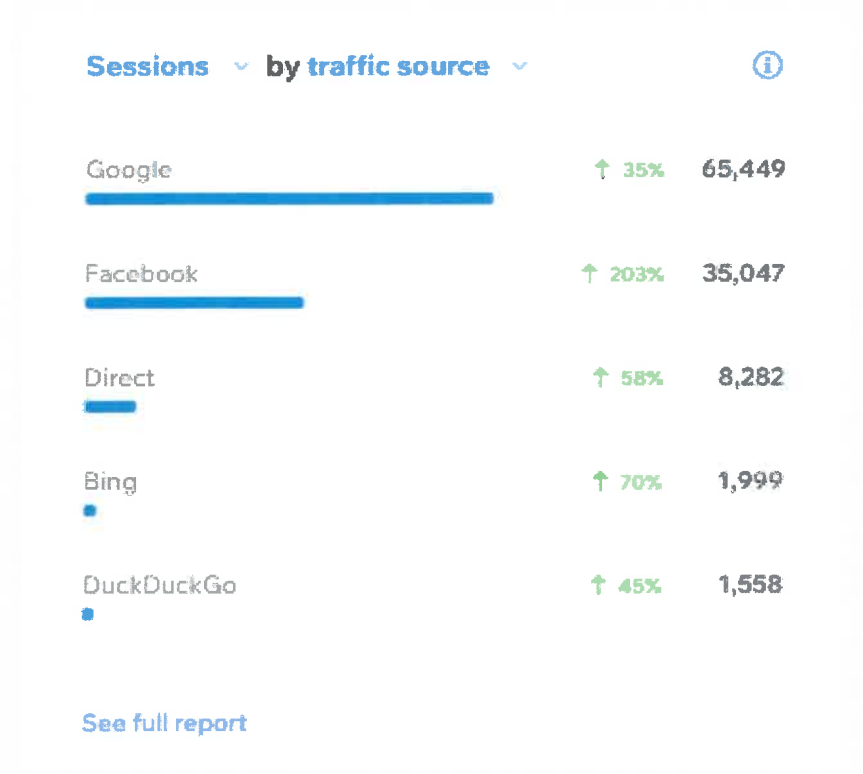 Sessions by traffic source
Google ↑ 35% 65,449
Facebook ↑ 203% 35,047
Direct ↑ 58% 8,282
Bing ↑ 70% 1,999
DuckDuckGo ↑ 45% 1,558
See full report